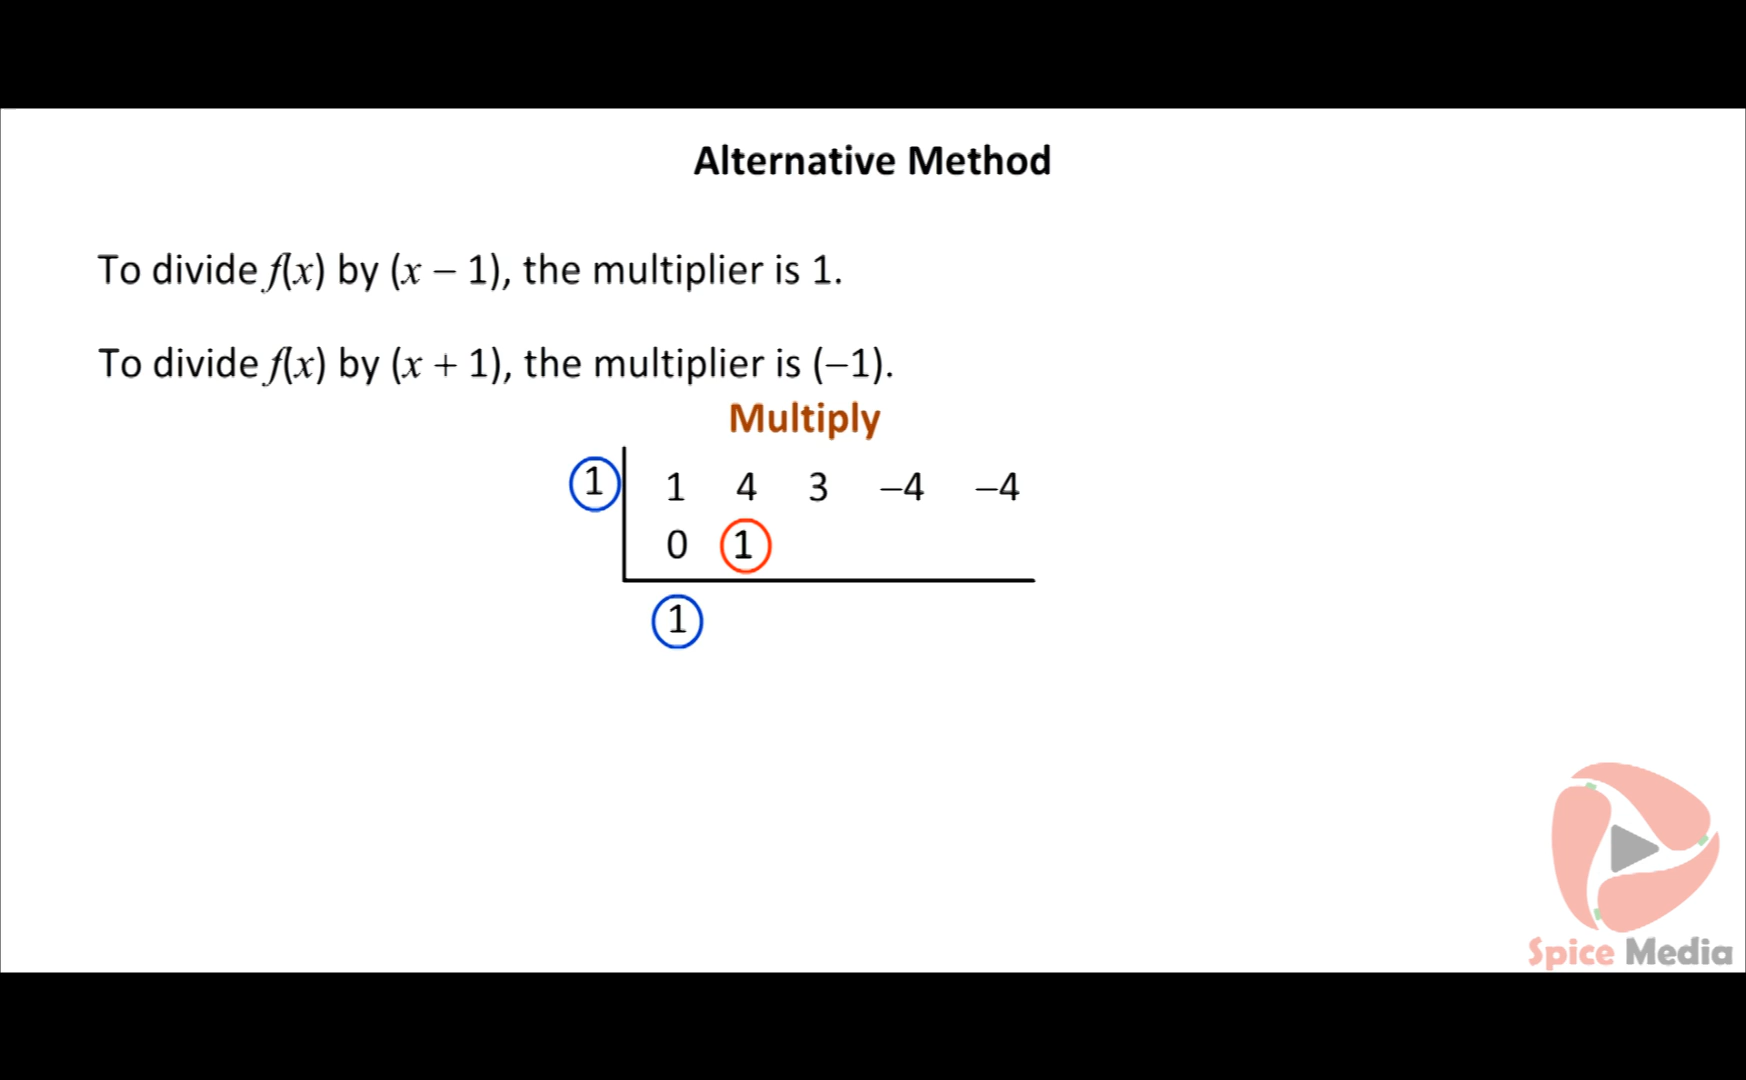 Alternative Method
To divide f(x) by (x − 1), the multiplier is 1.
To divide f(x) by (x + 1), the multiplier is (−1).
Multiply
1 1 4 3 −4 −4
0 1
1
Spice Media